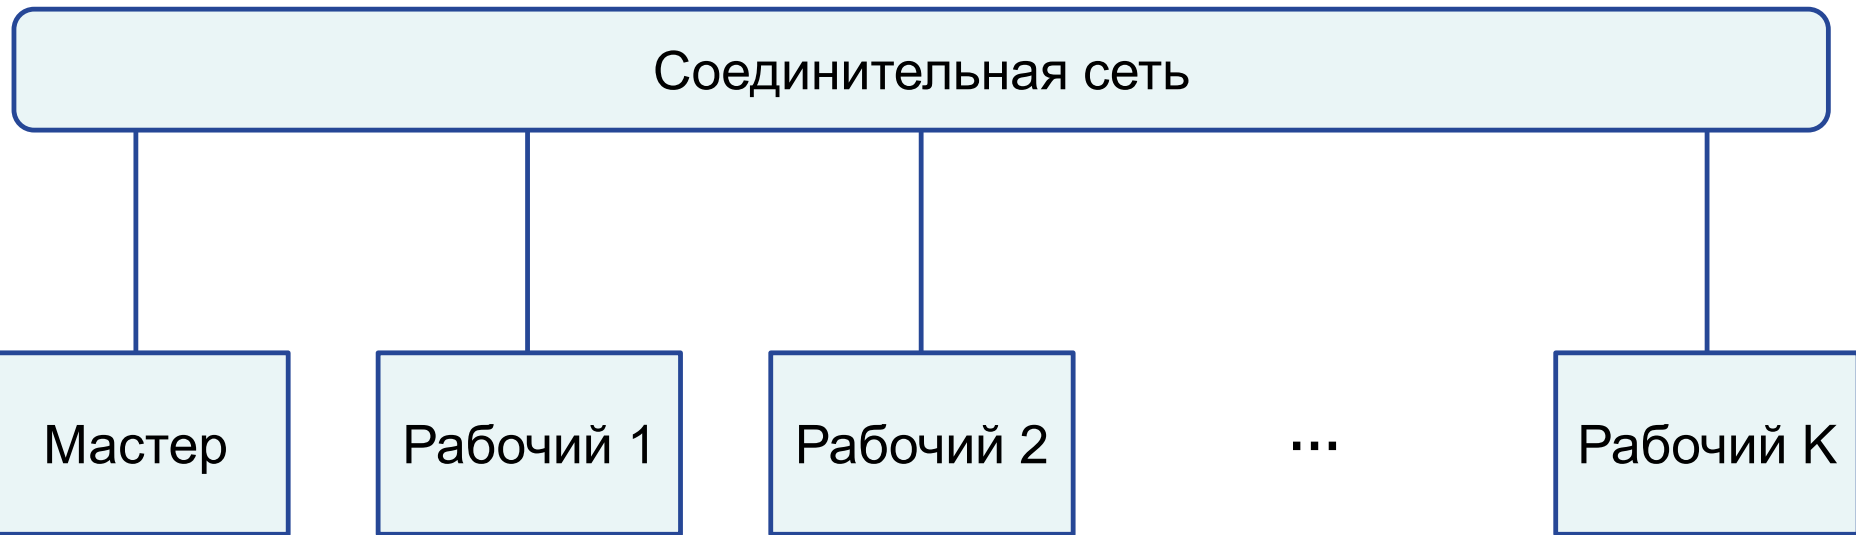 Соединительная сеть
Мастер
Рабочий 1
Рабочий 2
...
Рабочий K